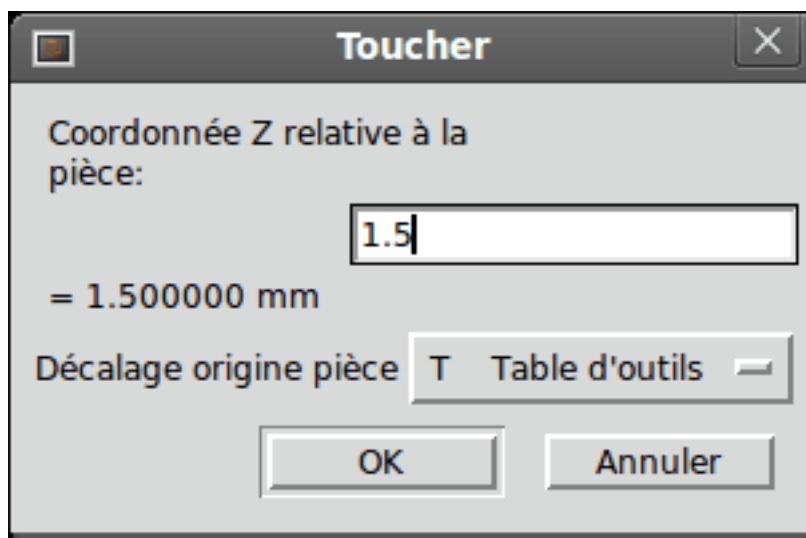 Toucher
Coordonnée Z relative à la
pièce:
1.5
= 1.500000 mm
Décalage origine pièce T Table d'outils
OK Annuler